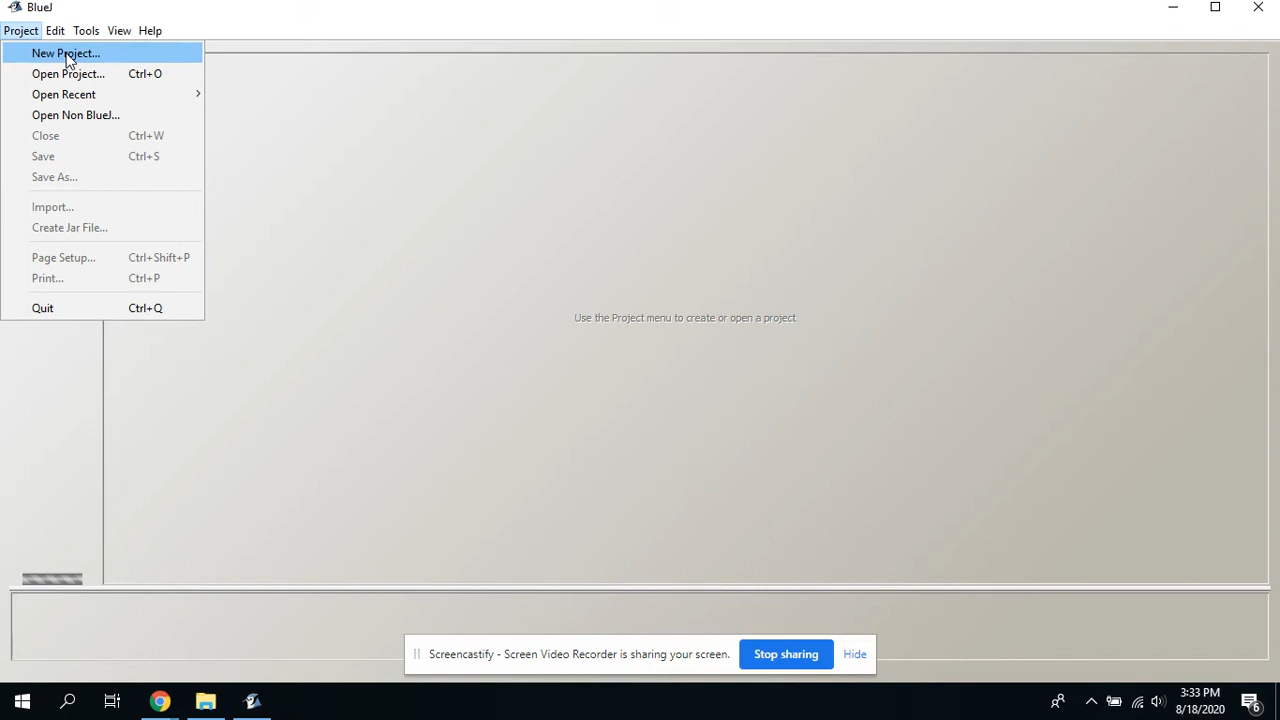 BlueJ
Project Edit Tools View Help
New Project...
Open Project... Ctrl+O
Open Recent
Open Non BlueJ...
Close Ctrl+W
Save Ctrl+S
Save As...
Import...
Create Jar File...
Page Setup... Ctrl+Shift+P
Print... Ctrl+P
Quit Ctrl+Q
Use the Project menu to create or open a project
Screencastify - Screen Video Recorder is sharing your screen. Stop sharing Hide
3:33 PM
8/18/2020
6